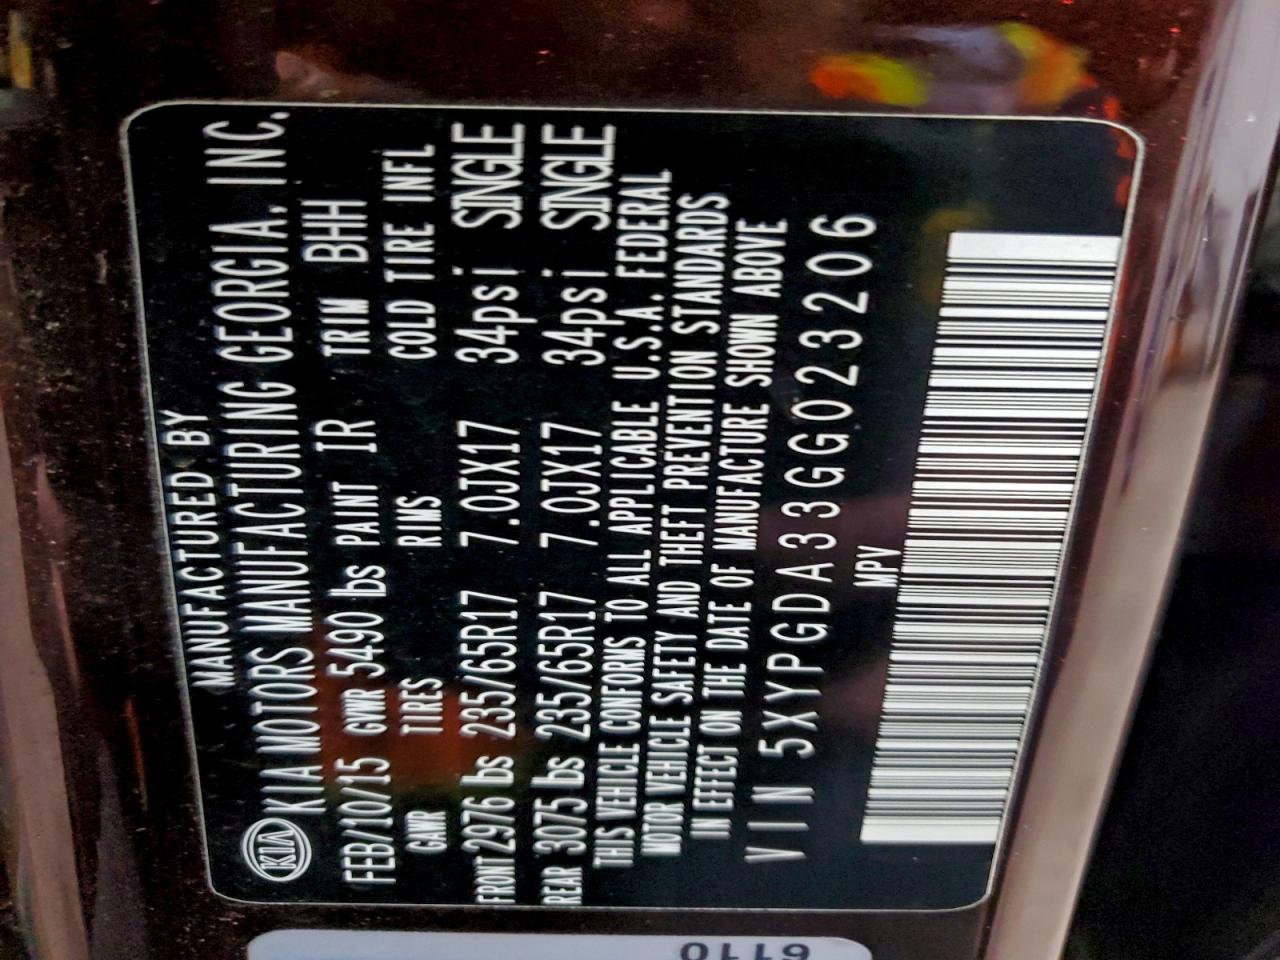 MANUFACTURED BY
KIA KIA MOTORS MANUFACTURING GEORGIA, INC.
FEB/10/15 GVWR 5490 lbs PAINT IR TRIM BHH
GAWR TIRES RIMS COLD TIRE INFL
FRONT 2976 lbs 235/65R17 7.0JX17 34psi SINGLE
REAR 3075 lbs 235/65R17 7.0JX17 34psi SINGLE
THIS VEHICLE CONFORMS TO ALL APPLICABLE U.S.A. FEDERAL
MOTOR VEHICLE SAFETY AND THEFT PREVENTION STANDARDS
IN EFFECT ON THE DATE OF MANUFACTURE SHOWN ABOVE
VIN 5XYPGDA33GG023206
MPV
6110